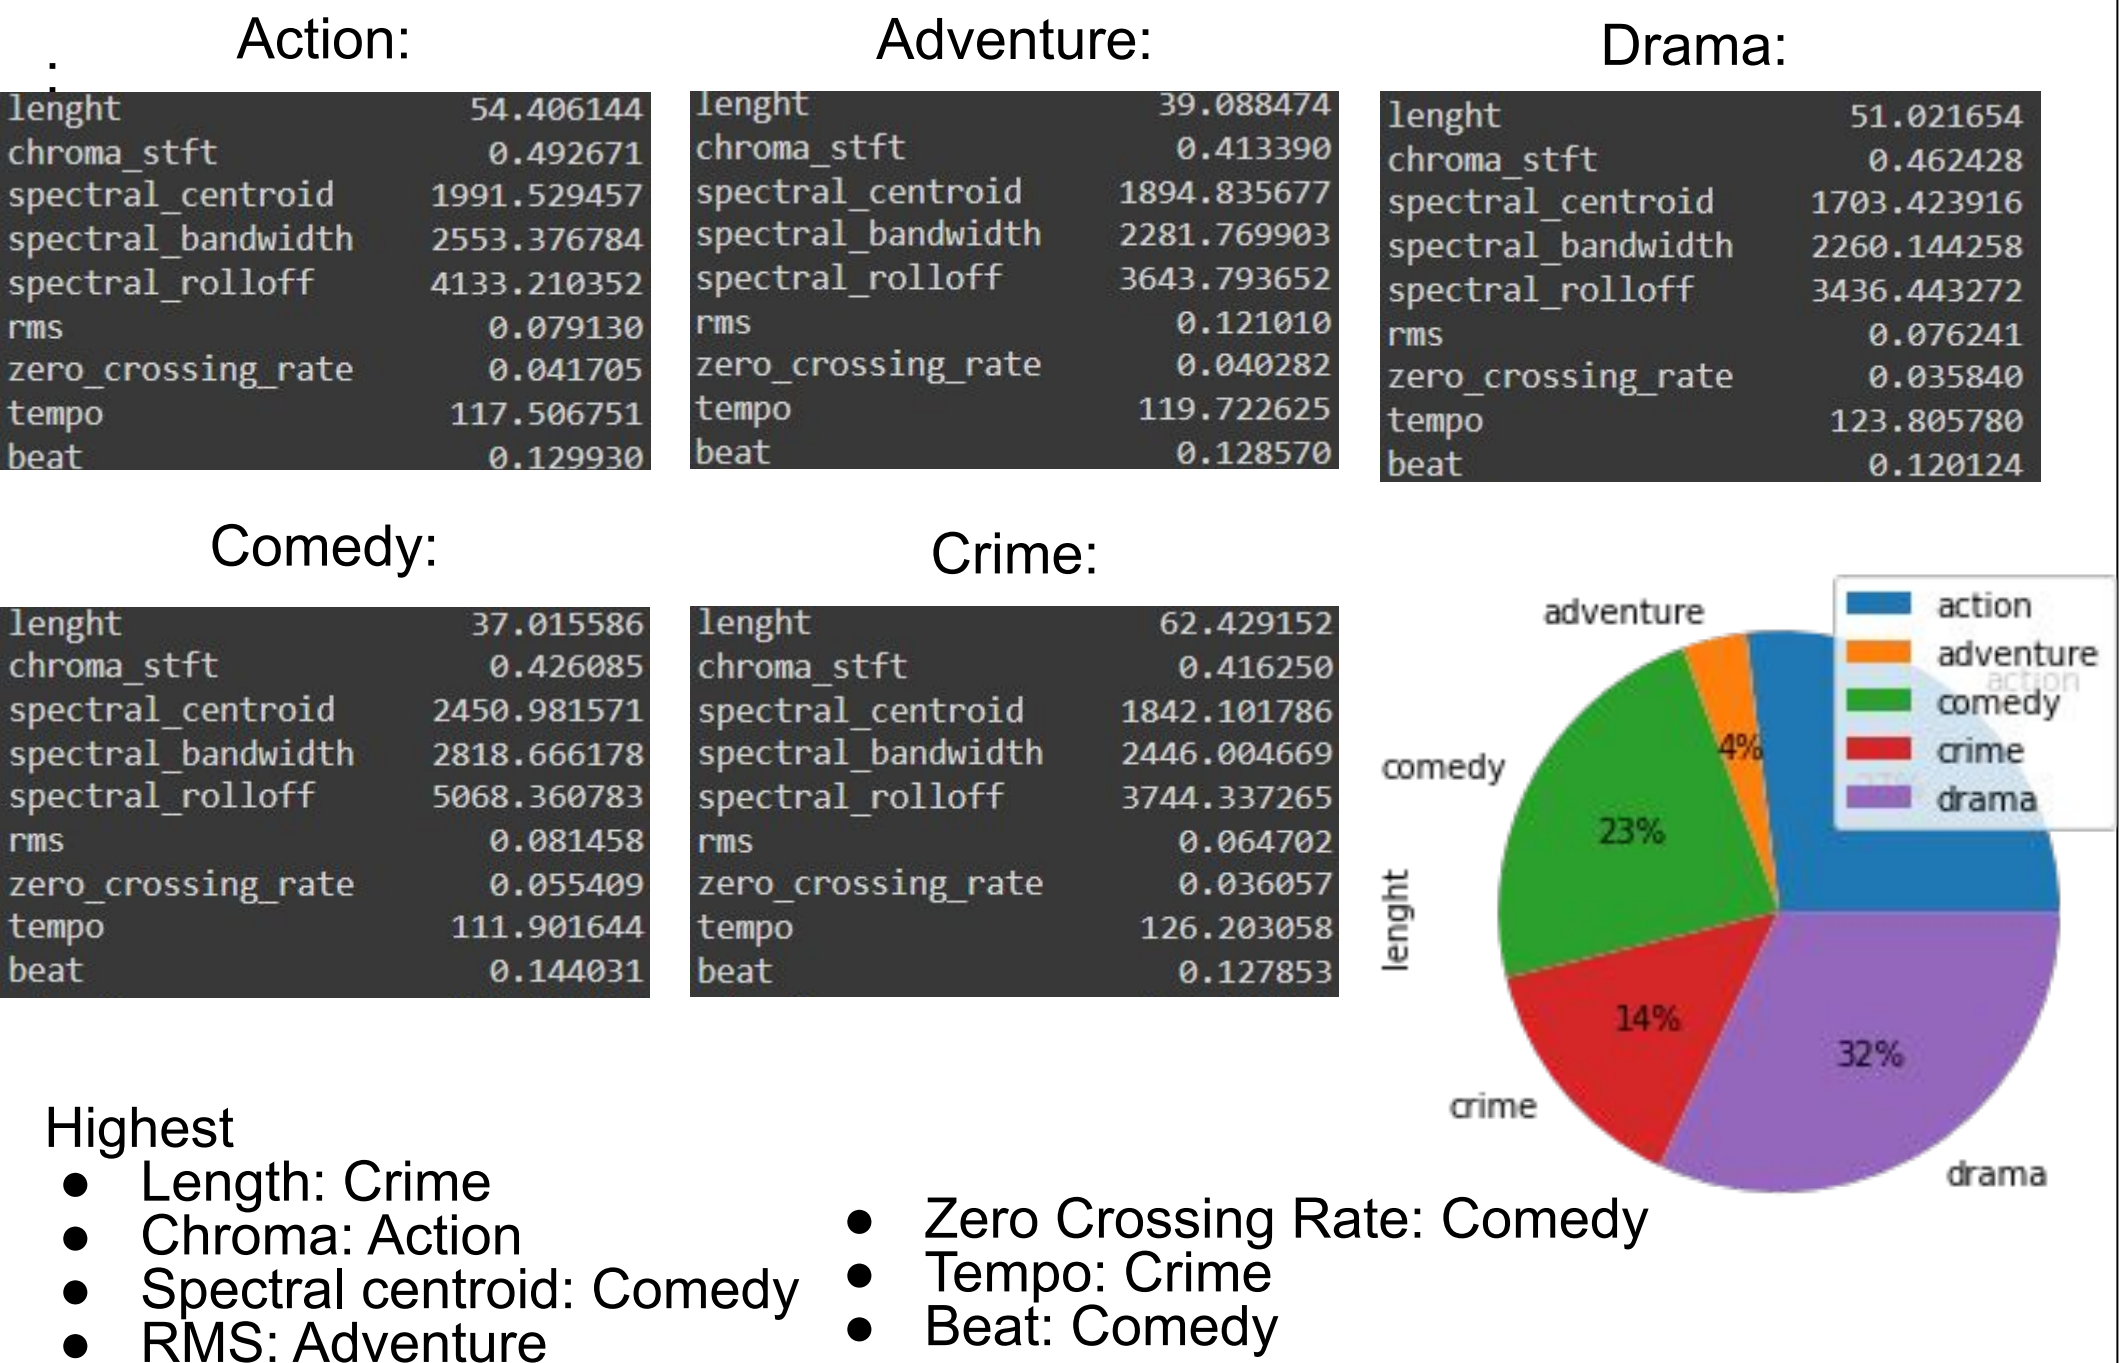 Action:
:
lenght 54.406144
chroma_stft 0.492671
spectral_centroid 1991.529457
spectral_bandwidth 2553.376784
spectral_rolloff 4133.210352
rms 0.079130
zero_crossing_rate 0.041705
tempo 117.506751
beat 0.129930
Adventure:
lenght 39.088474
chroma_stft 0.413390
spectral_centroid 1894.835677
spectral_bandwidth 2281.769903
spectral_rolloff 3643.793652
rms 0.121010
zero_crossing_rate 0.040282
tempo 119.722625
beat 0.128570
Drama:
lenght 51.021654
chroma_stft 0.462428
spectral_centroid 1703.423916
spectral_bandwidth 2260.144258
spectral_rolloff 3436.443272
rms 0.076241
zero_crossing_rate 0.035840
tempo 123.805780
beat 0.120124
Comedy:
lenght 37.015586
chroma_stft 0.426085
spectral_centroid 2450.981571
spectral_bandwidth 2818.666178
spectral_rolloff 5068.360783
rms 0.081458
zero_crossing_rate 0.055409
tempo 111.901644
beat 0.144031
Crime:
lenght 62.429152
chroma_stft 0.416250
spectral_centroid 1842.101786
spectral_bandwidth 2446.004669
spectral_rolloff 3744.337265
rms 0.064702
zero_crossing_rate 0.036057
tempo 126.203058
beat 0.127853
action
adventure
comedy
crime
drama
adventure
action
4%
comedy
23%
lenght
14%
32%
crime
drama
Highest
● Length: Crime
● Chroma: Action
● Spectral centroid: Comedy
● RMS: Adventure
● Zero Crossing Rate: Comedy
● Tempo: Crime
● Beat: Comedy